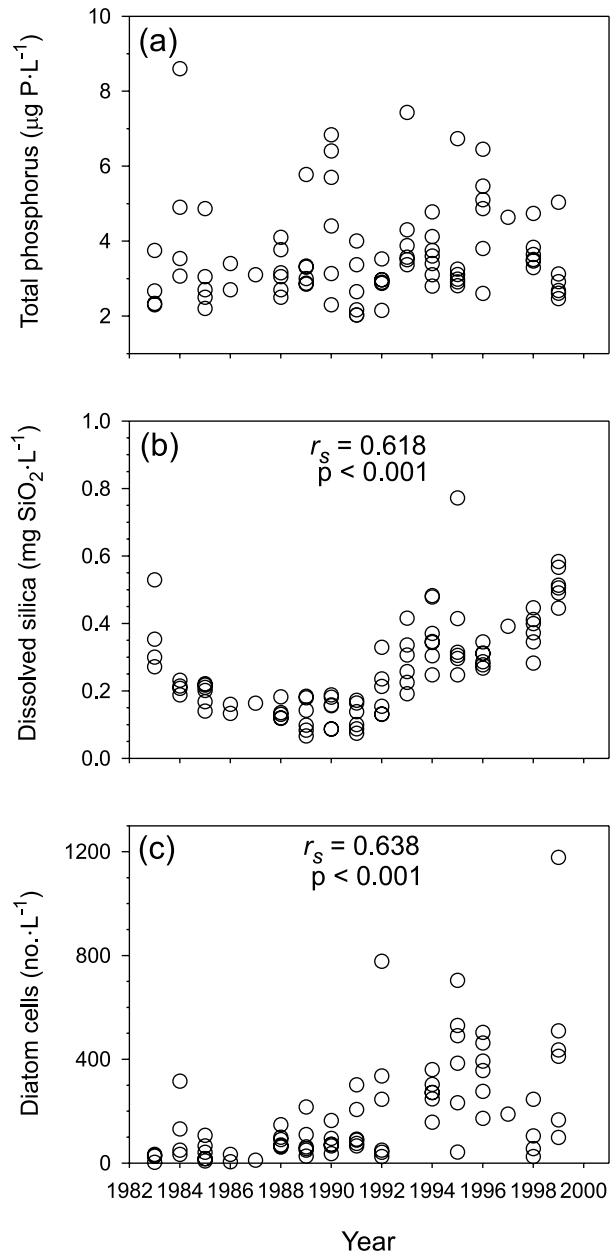 (a)
Total phosphorus (μg P·L⁻¹)
10
8
6
4
2
(b)
r_s = 0.618
p < 0.001
Dissolved silica (mg SiO₂·L⁻¹)
1.0
0.8
0.6
0.4
0.2
0.0
(c)
r_s = 0.638
p < 0.001
Diatom cells (no.·L⁻¹)
1200
800
400
0
1982 1984 1986 1988 1990 1992 1994 1996 1998 2000
Year